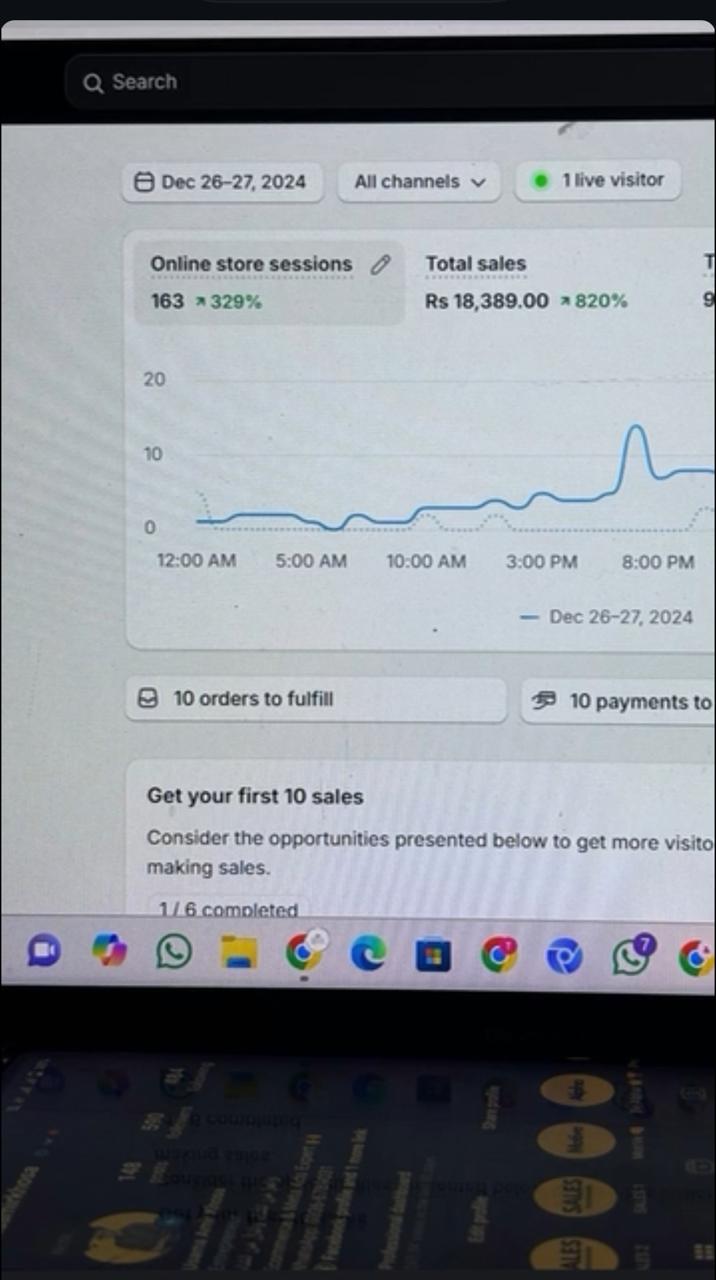 Search
Dec 26–27, 2024
All channels
1 live visitor
Online store sessions
Total sales
T
163 329%
Rs 18,389.00 820%
9
20
10
0
12:00 AM 5:00 AM 10:00 AM 3:00 PM 8:00 PM
Dec 26–27, 2024
10 orders to fulfill
10 payments to
Get your first 10 sales
Consider the opportunities presented below to get more visito
making sales.
1 / 6 completed
7
SALES